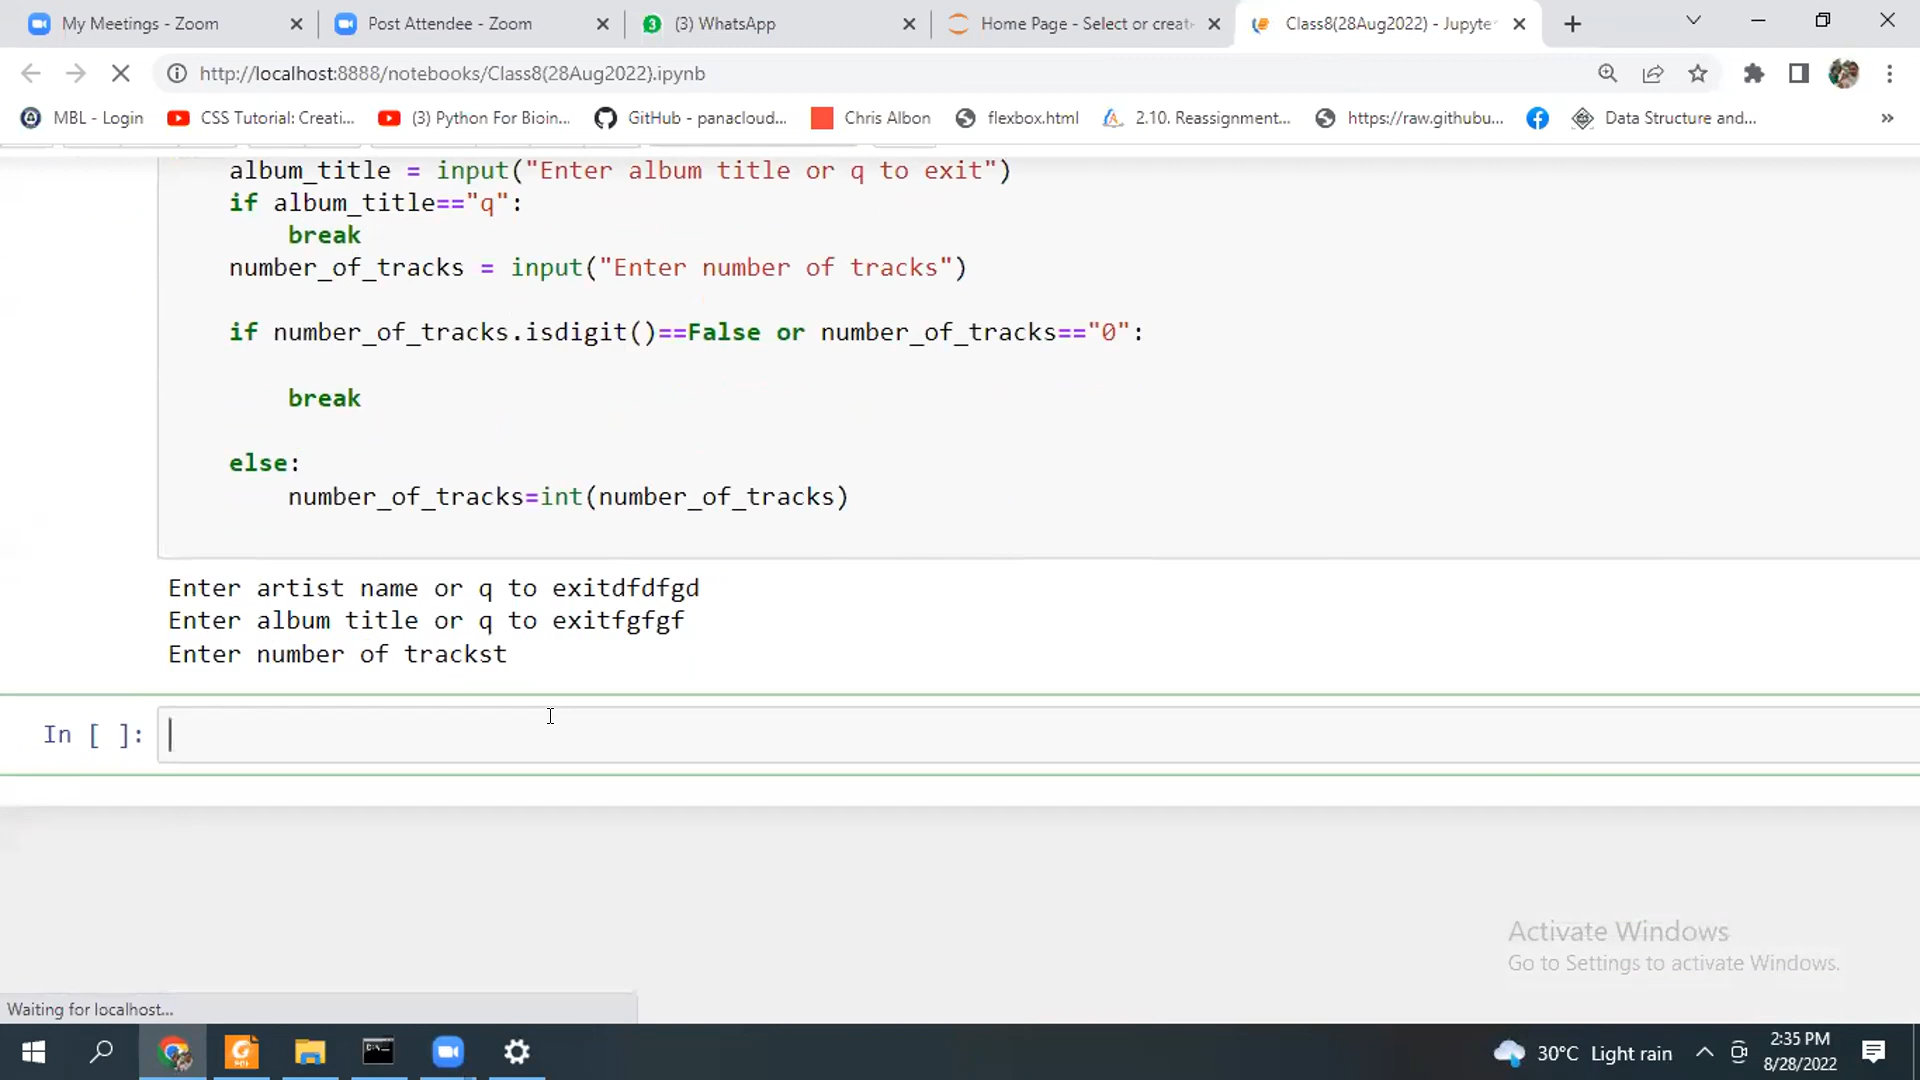 My Meetings - Zoom
Post Attendee - Zoom
3
(3) WhatsApp
Home Page - Select or creat
Class8(28Aug2022) - Jupyte
http://localhost:8888/notebooks/Class8(28Aug2022).ipynb
MBL - Login
CSS Tutorial: Creati...
(3) Python For Bioin...
GitHub - panacloud...
Chris Albon
flexbox.html
2.10. Reassignment...
https://raw.githubu...
Data Structure and...
»
album_title = input("Enter album title or q to exit")
if album_title=="q":
break
number_of_tracks = input("Enter number of tracks")
if number_of_tracks.isdigit()==False or number_of_tracks=="0":
break
else:
number_of_tracks=int(number_of_tracks)
Enter artist name or q to exitdfdfgd
Enter album title or q to exitfgfgf
Enter number of trackst
In [ ]:
Activate Windows
Go to Settings to activate Windows.
Waiting for localhost...
30°C Light rain
2:35 PM
8/28/2022